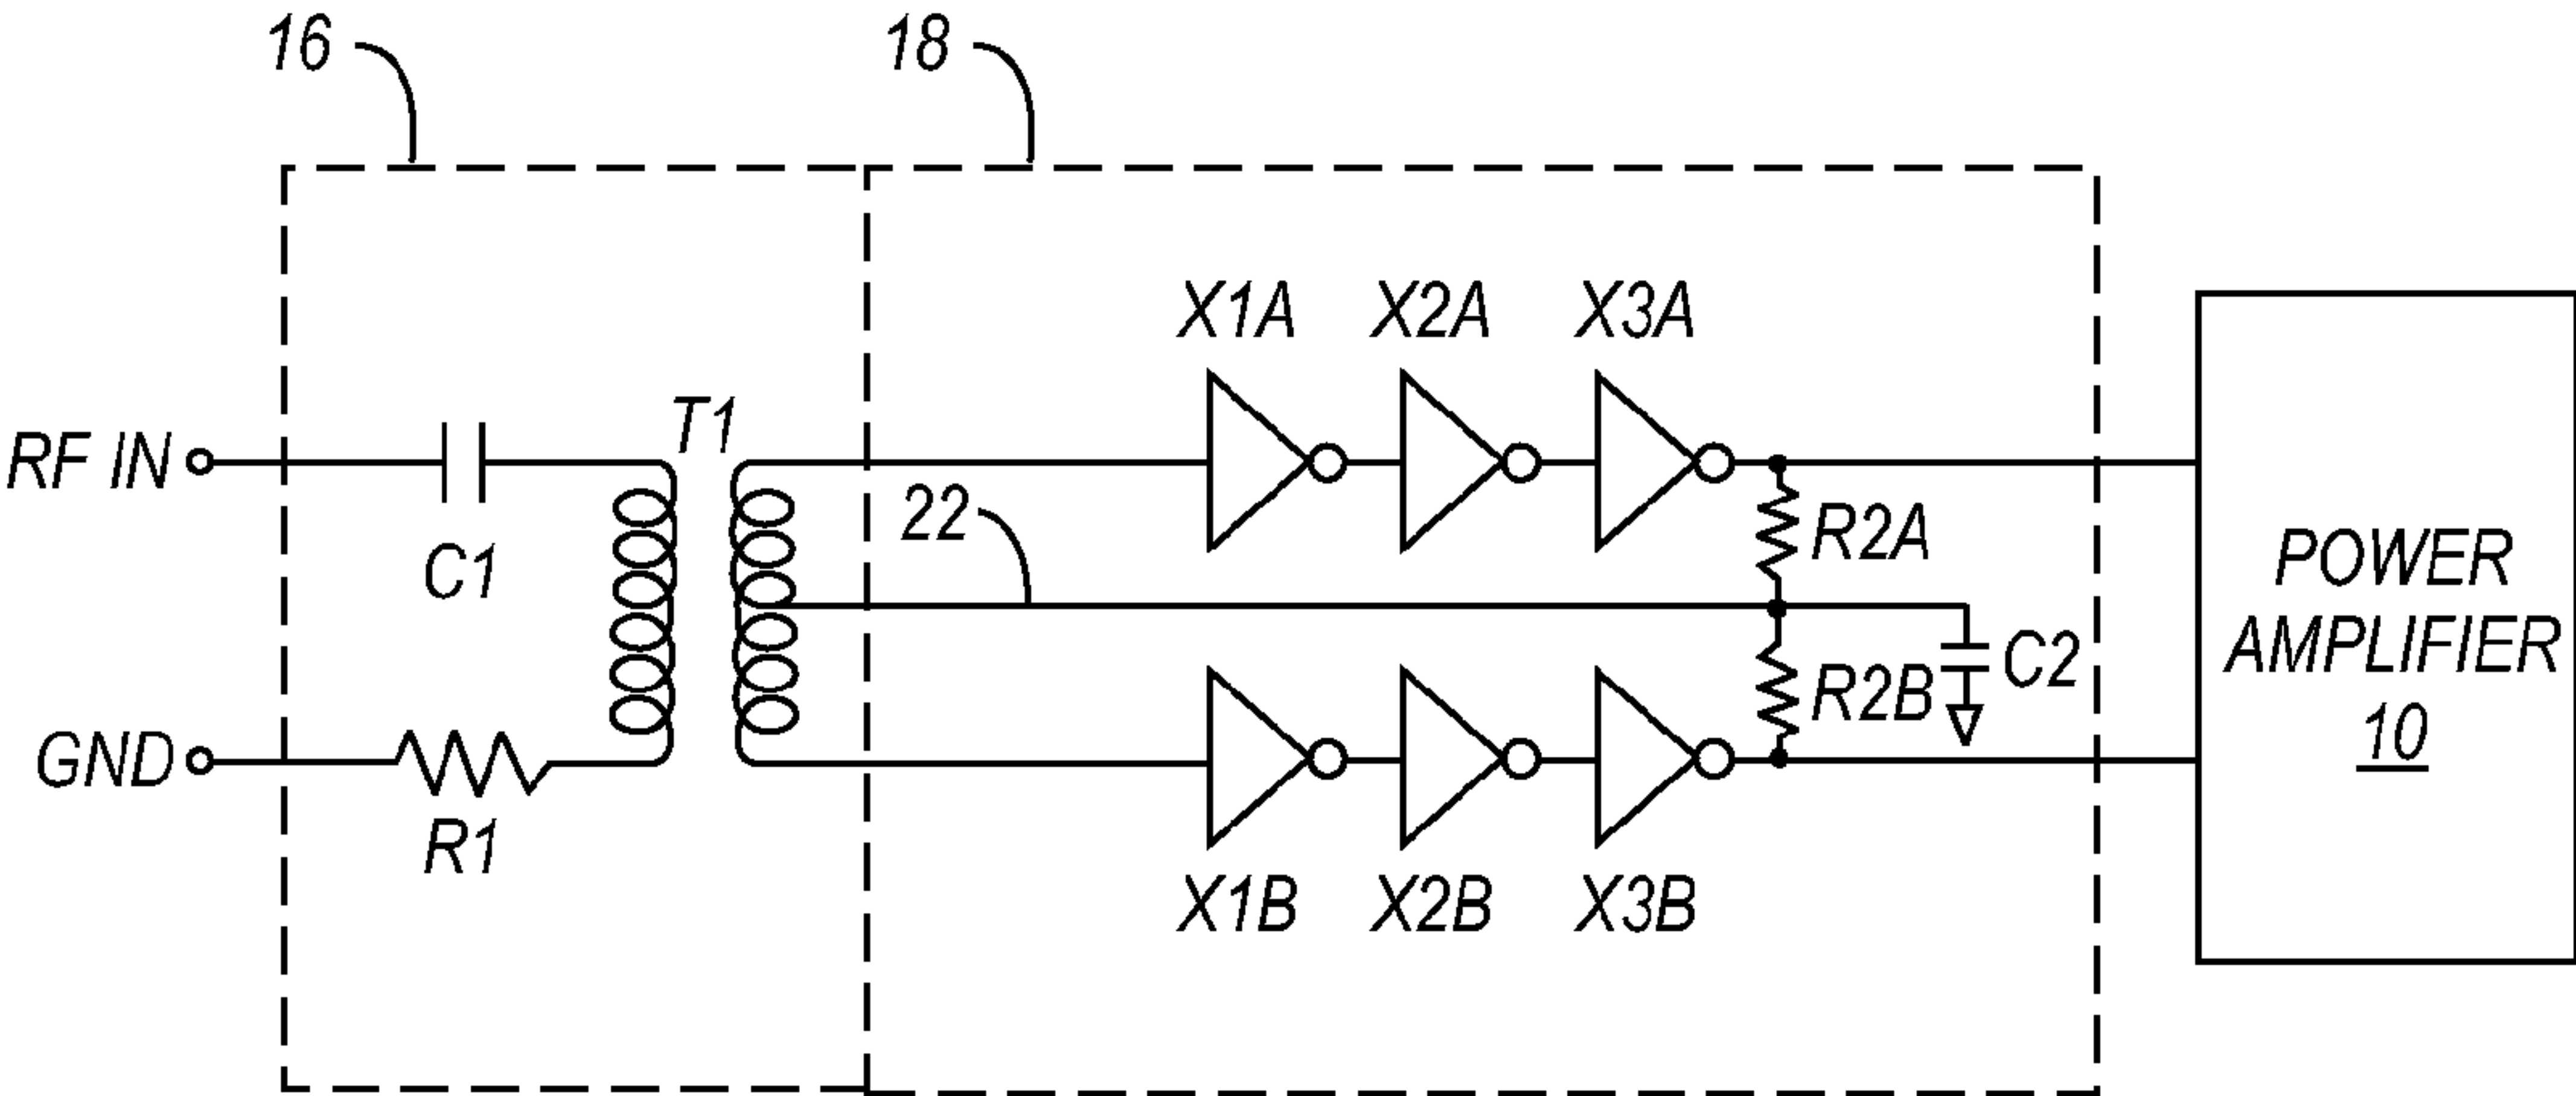 16
18
X1A X2A X3A
T1
RF IN
22
R2A
C1
POWER
AMPLIFIER
10
R2B
C2
GND
R1
X1B X2B X3B